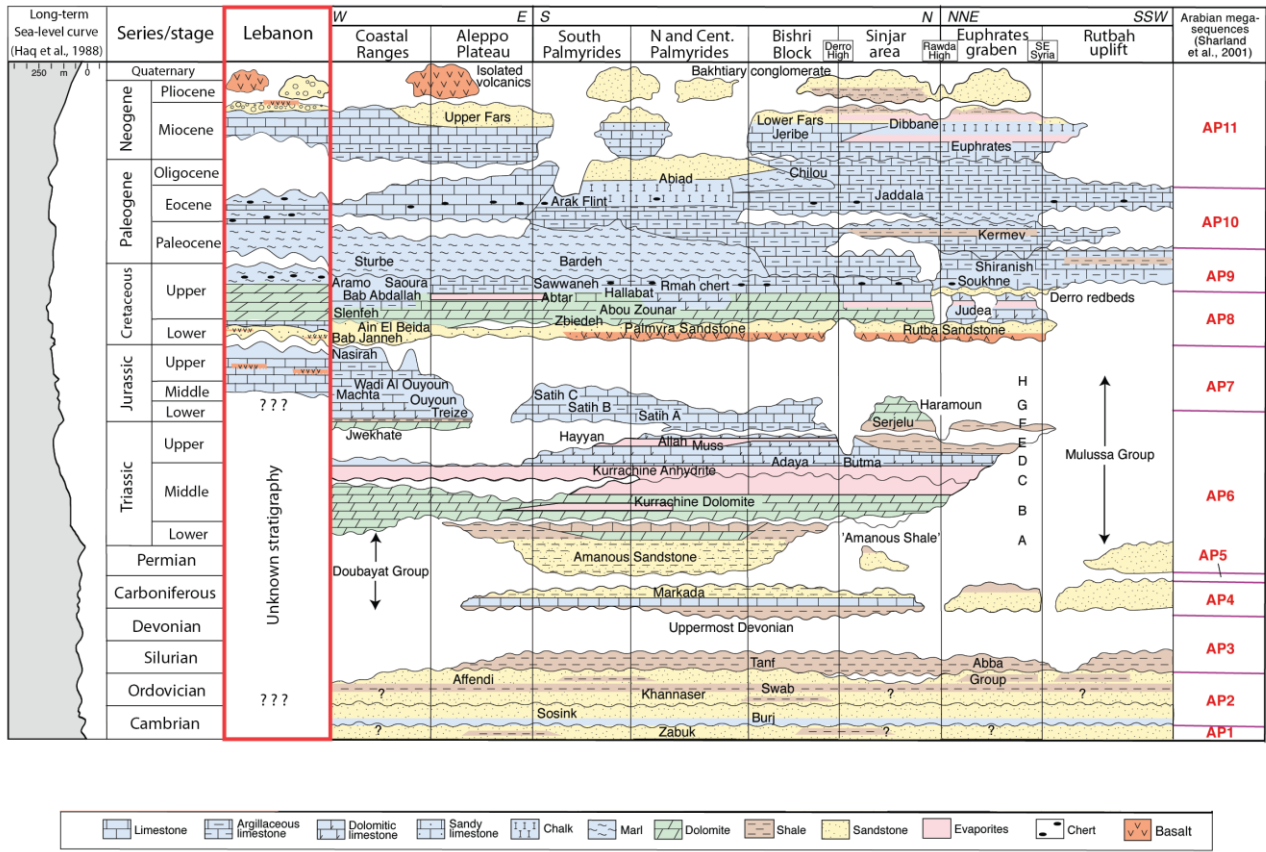 Long-term
Sea-level curve
(Haq et al., 1988)
Series/stage
Lebanon
W
E
S
N
NNE
SSW
Coastal
Ranges
Aleppo
Plateau
South
Palmyrides
N and Cent.
Palmyrides
Bishri
Block
Derro
High
Sinjar
area
Rawda
High
Euphrates
graben
SE
Syria
Rutbah
uplift
Arabian mega-
sequences
(Sharland
et al., 2001)
250 m 0
Quaternary
Neogene
Pliocene
Miocene
Paleogene
Oligocene
Eocene
Paleocene
Cretaceous
Upper
Lower
Jurassic
Upper
Middle
Lower
Triassic
Upper
Middle
Lower
Permian
Carboniferous
Devonian
Silurian
Ordovician
Cambrian
? ? ?
Unknown stratigraphy
? ? ?
Isolated
volcanics
Bakhtiary conglomerate
Upper Fars
Lower Fars
Jeribe
Dibbane
Euphrates
Abiad
Chilou
Arak Flint
Jaddala
Kermev
Sturbe
Bardeh
Shiranish
Aramo
Saoura
Sawwaneh
Rmah chert
Soukhne
Bab Abdallah
Abtar
Hallabat
Derro redbeds
Slenfeh
Abou Zounar
Judea
Zbiedeh
Ain El Beida
Palmyra Sandstone
Rutba Sandstone
Bab Janneh
Nasirah
Wadi Al Ouyoun
Machta
Ouyoun
Treize
Satih C
Satih B
Satih A
Haramoun
Serjelu
Jwekhate
Hayyan
Allah
Muss
Adaya
Butma
Kurrachine Anhydrite
Kurrachine Dolomite
'Amanous Shale'
Amanous Sandstone
Doubayat Group
Markada
Uppermost Devonian
Tanf
Abba
Group
Affendi
?
Khannaser
Swab
?
?
Sosink
Burj
?
Zabuk
?
?
H
G
F
E
D
C
B
A
Mulussa Group
AP11
AP10
AP9
AP8
AP7
AP6
AP5
AP4
AP3
AP2
AP1
Limestone
Argillaceous
limestone
Dolomitic
limestone
Sandy
limestone
Chalk
Marl
Dolomite
Shale
Sandstone
Evaporites
Chert
Basalt